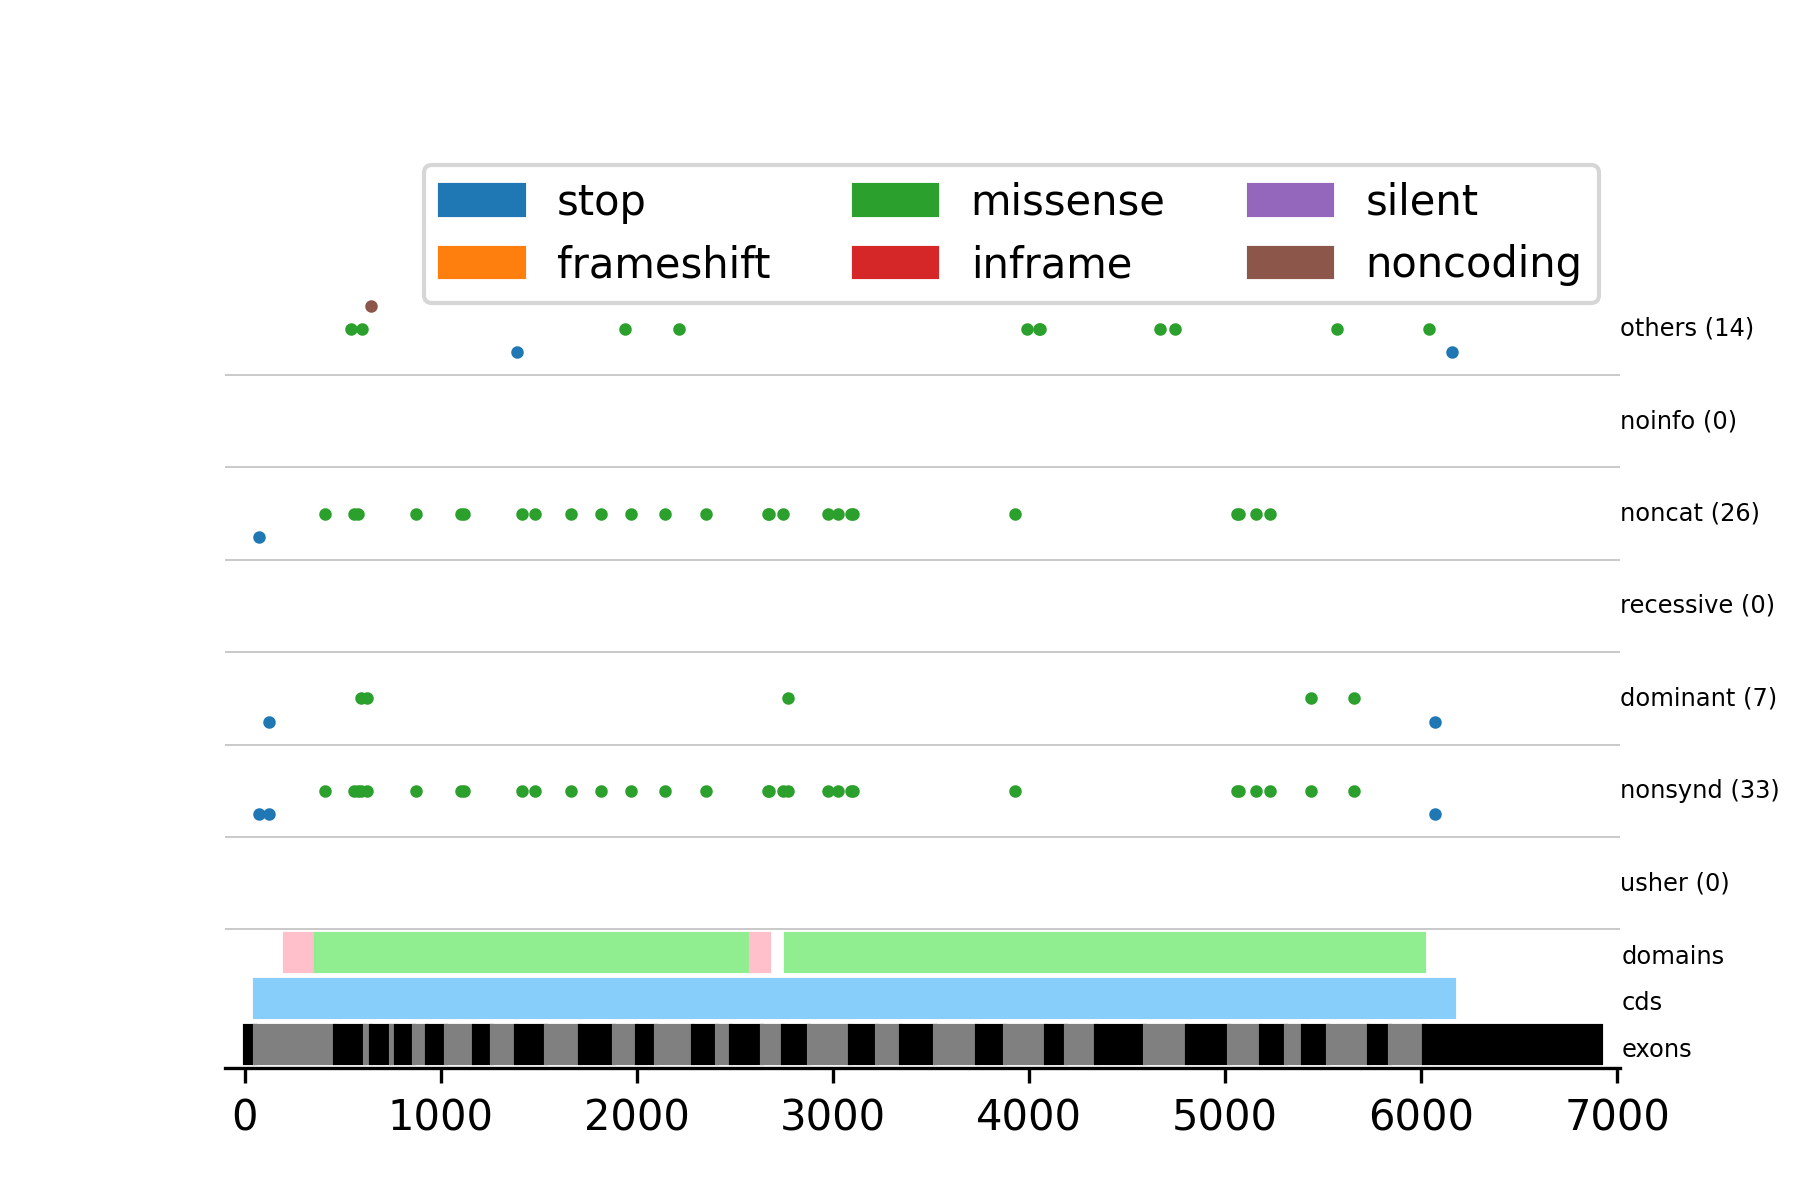 stop missense silent
frameshift inframe noncoding
others (14)
noinfo (0)
noncat (26)
recessive (0)
dominant (7)
nonsynd (33)
usher (0)
domains
cds
exons
0 1000 2000 3000 4000 5000 6000 7000